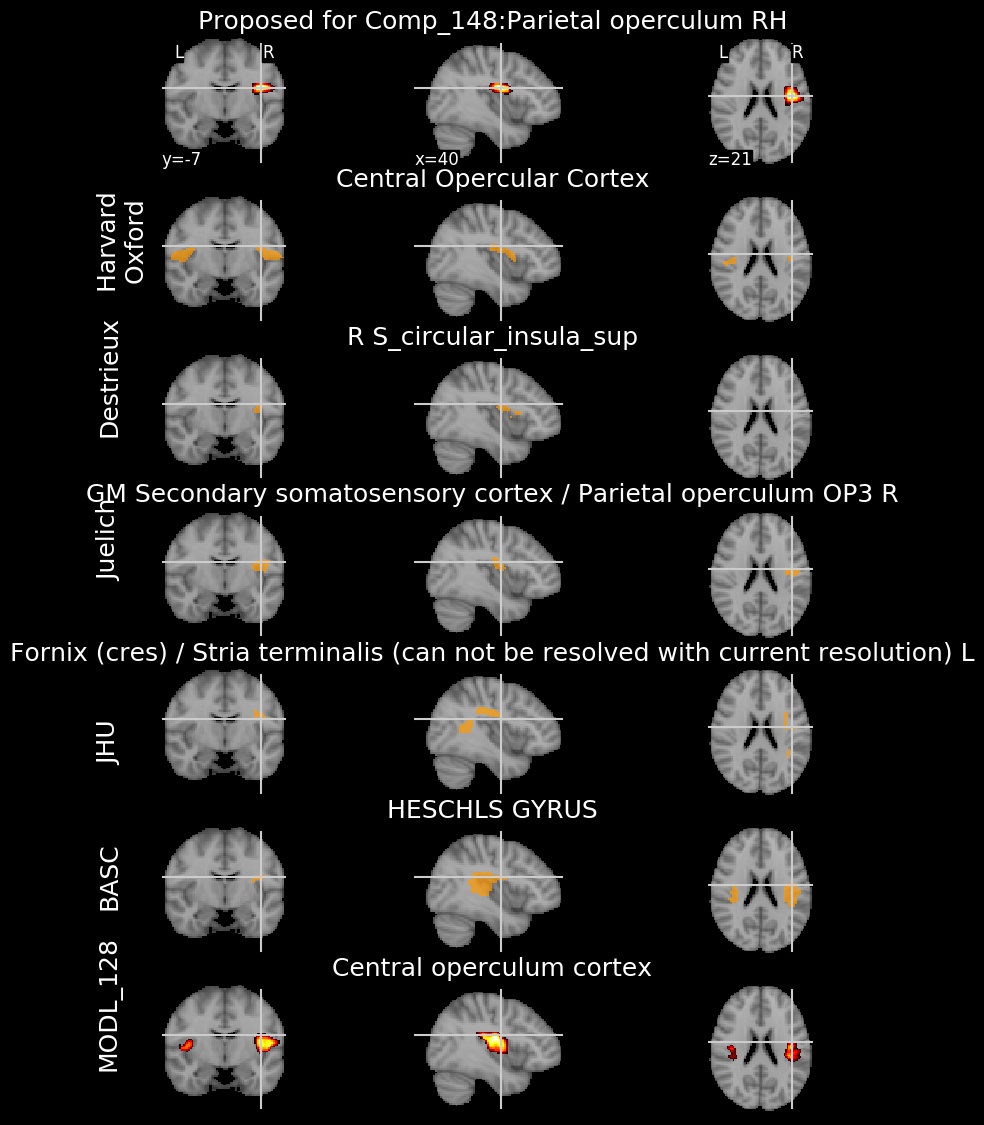 Proposed for Comp_148:Parietal operculum RH
L R
L R
y=-7
x=40
z=21
Central Opercular Cortex
Harvard
Oxford
R S_circular_insula_sup
Destrieux
GM Secondary somatosensory cortex / Parietal operculum OP3 R
Juelich
Fornix (cres) / Stria terminalis (can not be resolved with current resolution) L
JHU
HESCHLS GYRUS
BASC
Central operculum cortex
MODL_128